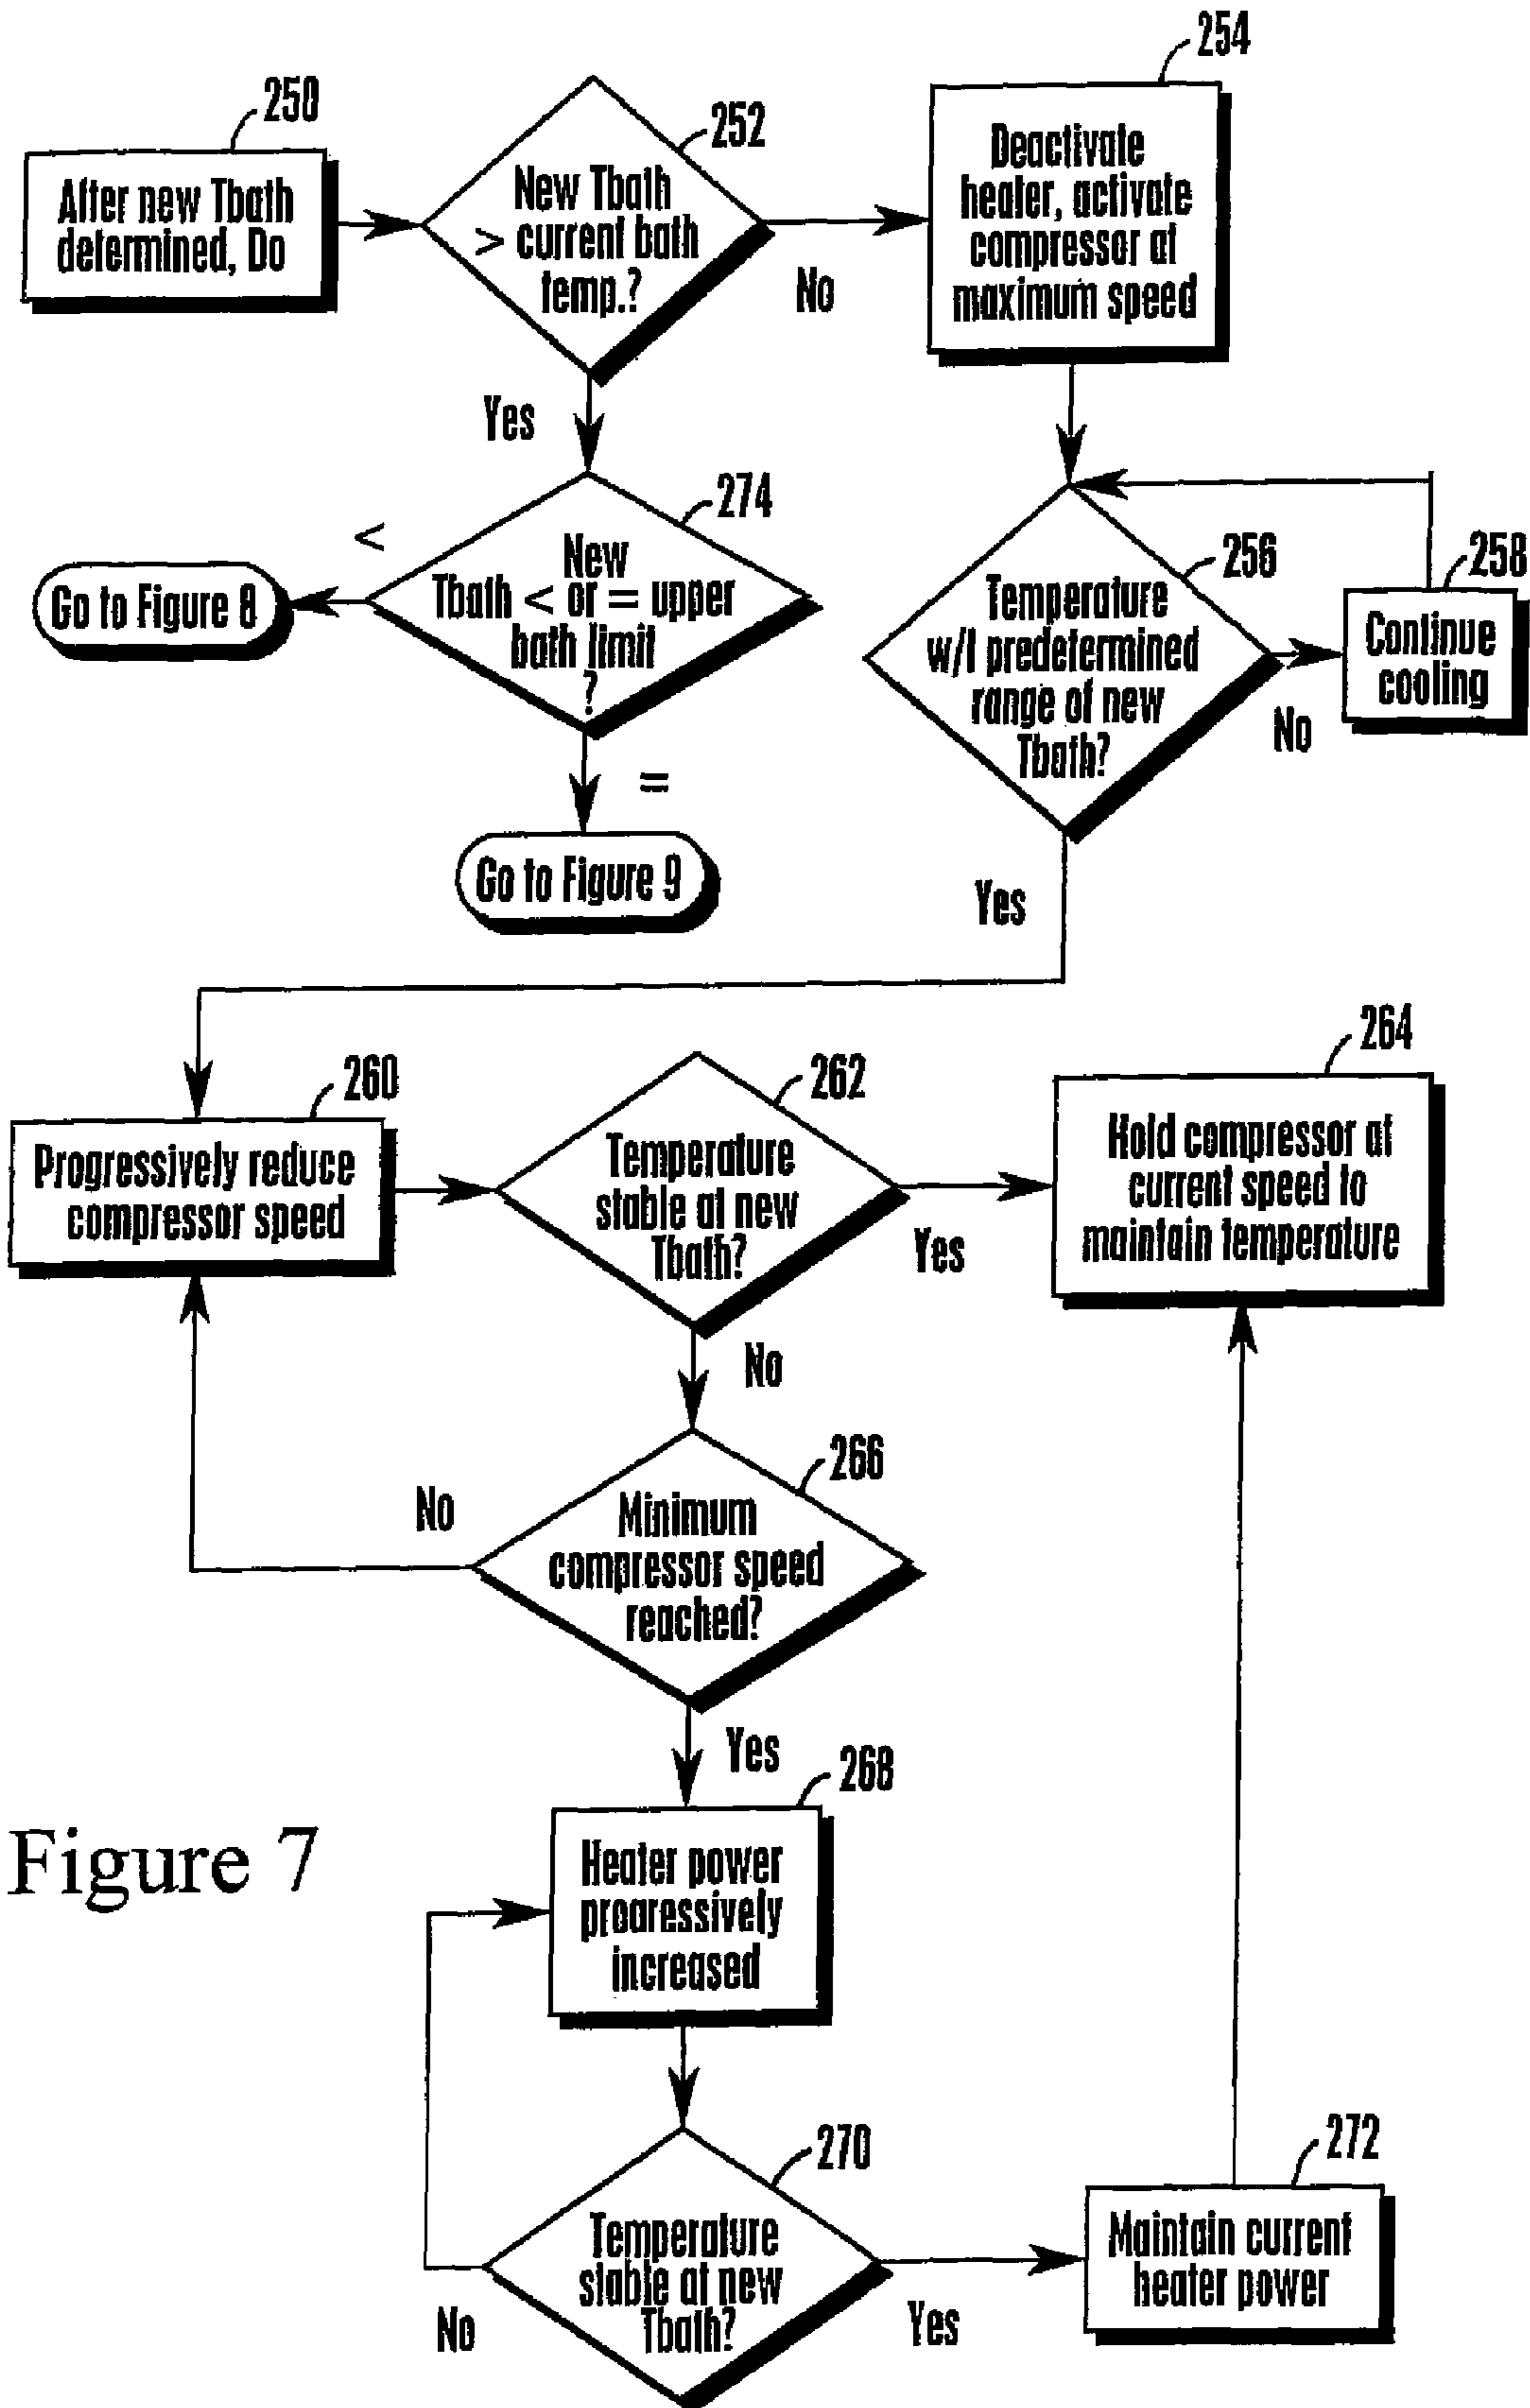 250
After new Tbath
determined, Do
252
New Tbath
> current bath
temp.?
No
Yes
254
Deactivate
heater, activate
compressor at
maximum speed
274
<
New
Tbath < or = upper
bath limit
?
Go to Figure 8
=
Go to Figure 9
256
Temperature
w/i predetermined
range of new
Tbath?
No
Yes
258
Continue
cooling
260
Progressively reduce
compressor speed
262
Temperature
stable at new
Tbath?
Yes
No
264
Hold compressor at
current speed to
maintain temperature
266
Minimum
compressor speed
reached?
No
Yes
268
Heater power
progressively
increased
Figure 7
270
Temperature
stable at new
Tbath?
No
Yes
272
Maintain current
heater power